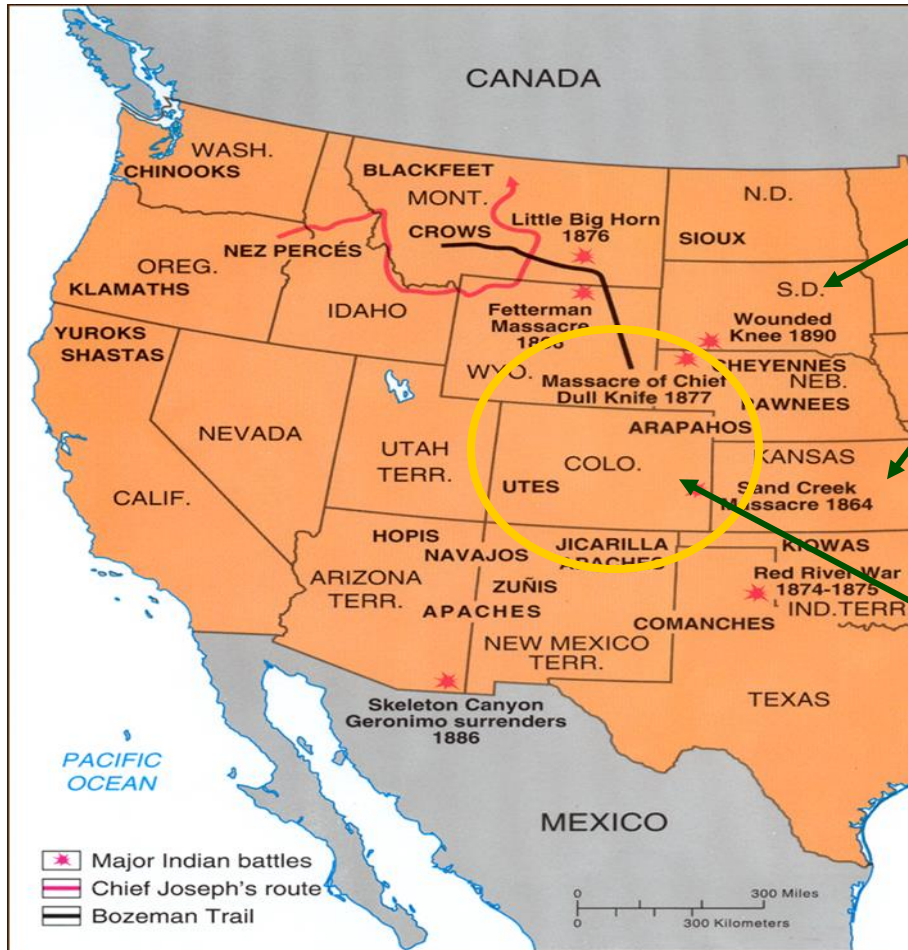 CANADA
WASH.
CHINOOKS
BLACKFEET
MONT.
N.D.
Little Big Horn
1876
CROWS
SIOUX
NEZ PERCÉS
OREG.
KLAMATHS
S.D.
IDAHO
Fetterman
Massacre
Wounded
Knee 1890
YUROKS
SHASTAS
WYO.
CHEYENNES
NEB.
Massacre of Chief
Dull Knife 1877
PAWNEES
ARAPAHOS
NEVADA
UTAH
TERR.
COLO.
KANSAS
UTES
Sand Creek
Massacre 1864
CALIF.
HOPIS
NAVAJOS
JICARILLA
APACHES
KIOWAS
ARIZONA
TERR.
ZUÑIS
Red River War
1874-1875
IND.TERR
APACHES
COMANCHES
NEW MEXICO
TERR.
TEXAS
Skeleton Canyon
Geronimo surrenders
1886
PACIFIC
OCEAN
MEXICO
Major Indian battles
Chief Joseph's route
Bozeman Trail
0 300 Miles
0 300 Kilometers